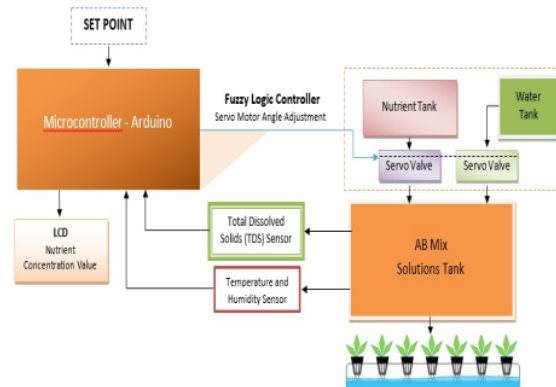 SET POINT
Microcontroller - Arduino
Fuzzy Logic Controller
Servo Motor Angle Adjustment
Nutrient Tank
Water
Tank
Servo Valve
Servo Valve
LCD
Nutrient
Concentration Value
Total Dissolved
Solids (TDS) Sensor
Temperature and
Humidity Sensor
AB Mix
Solutions Tank